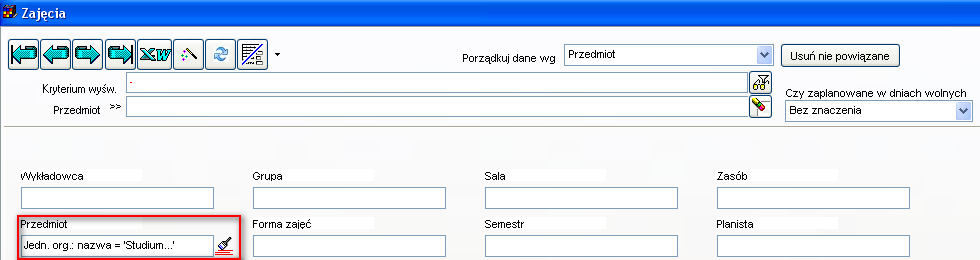 Zajęcia
XW
Porządkuj dane wg Przedmiot Usuń nie powiązane
Kryterium wyśw. -
Czy zaplanowane w dniach wolnych
Przedmiot >>
Bez znaczenia
Wykładowca Grupa Sala Zasób
Przedmiot Forma zajęć Semestr Planista
Jedn. org.: nazwa = 'Studium...'